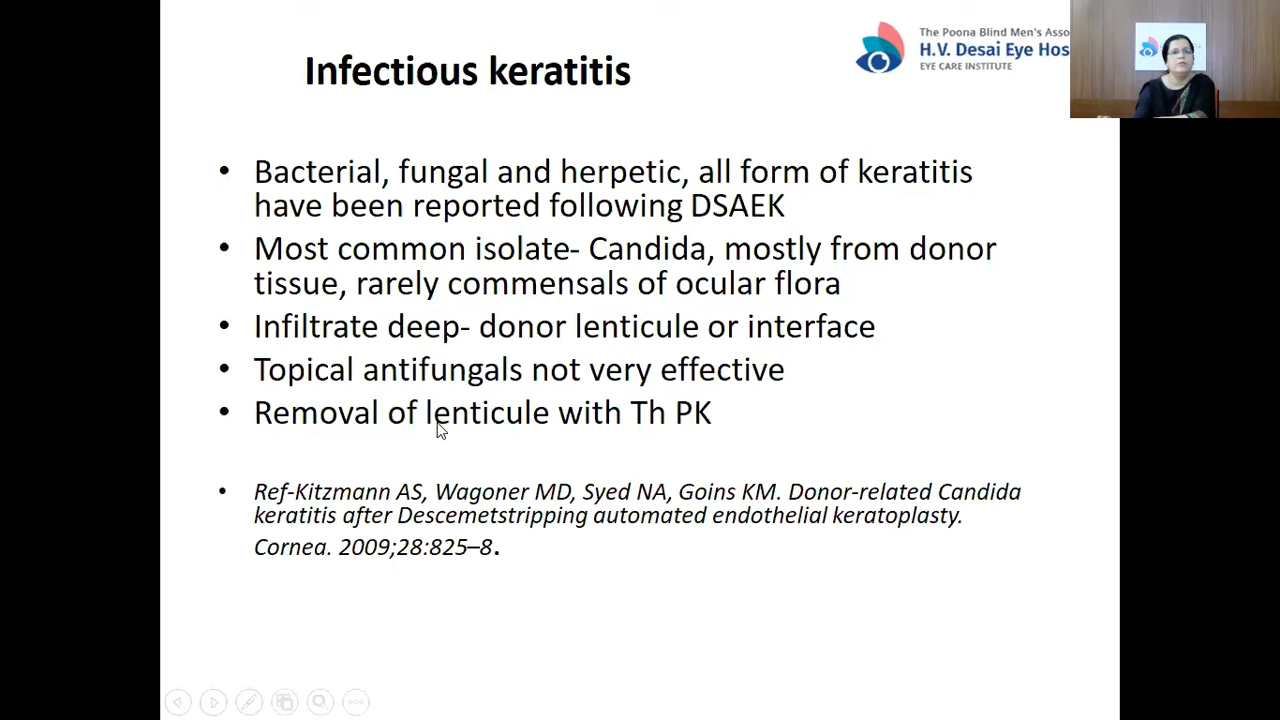 Infectious keratitis
The Poona Blind Men's Asso
H.V. Desai Eye Hos
EYE CARE INSTITUTE
• Bacterial, fungal and herpetic, all form of keratitis
have been reported following DSAEK
• Most common isolate- Candida, mostly from donor
tissue, rarely commensals of ocular flora
• Infiltrate deep- donor lenticule or interface
• Topical antifungals not very effective
• Removal of lenticule with Th PK
• Ref-Kitzmann AS, Wagoner MD, Syed NA, Goins KM. Donor-related Candida
keratitis after Descemetstripping automated endothelial keratoplasty.
Cornea. 2009;28:825–8.